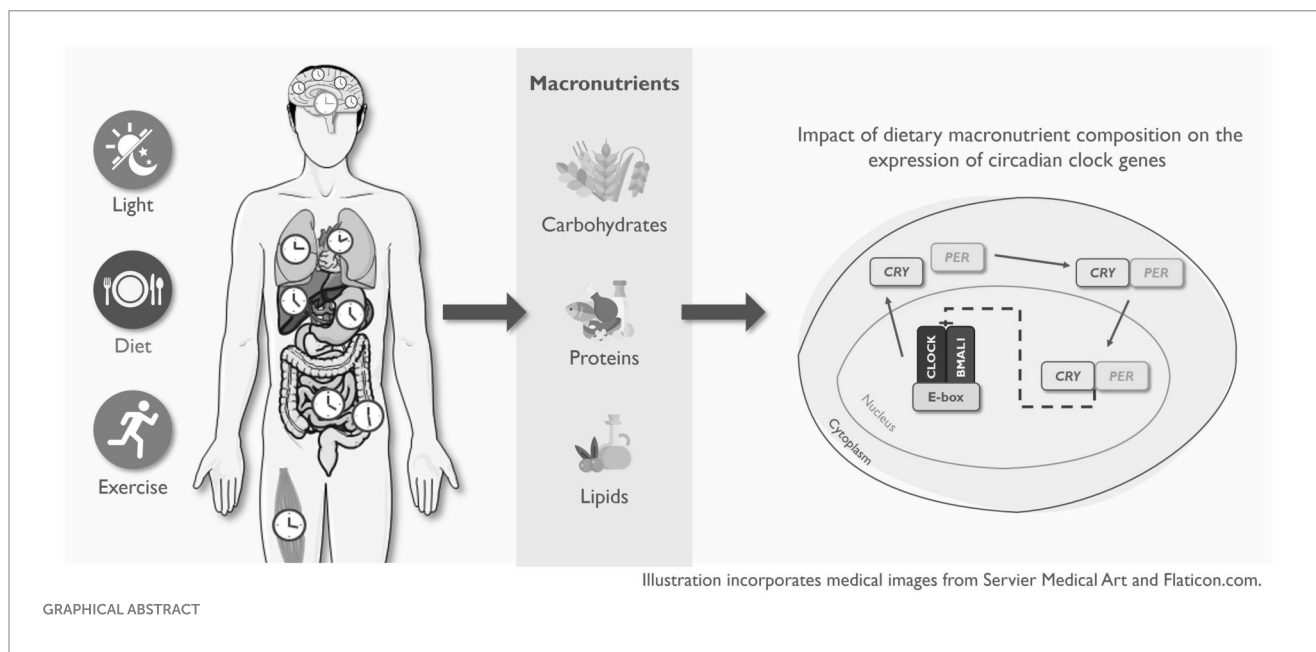 Light
Diet
Exercise
Macronutrients
Carbohydrates
Proteins
Lipids
Impact of dietary macronutrient composition on the
expression of circadian clock genes
CRY
PER
CRY
PER
CLOCK
BMALI
E-box
CRY
PER
Nucleus
Cytoplasm
Illustration incorporates medical images from Servier Medical Art and Flaticon.com.
GRAPHICAL ABSTRACT